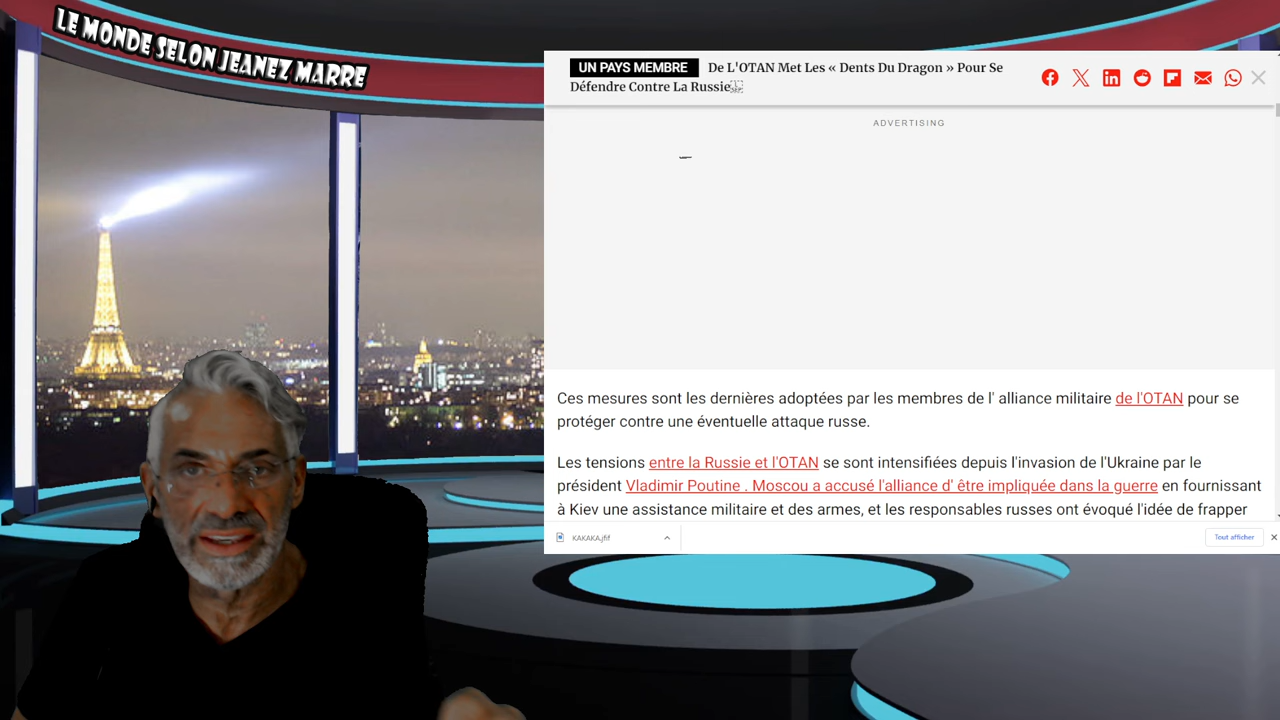 LE MONDE SELON JEANEZ MARRE
UN PAYS MEMBRE De L'OTAN Met Les « Dents Du Dragon » Pour Se
Défendre Contre La Russie
ADVERTISING
Ces mesures sont les dernières adoptées par les membres de l' alliance militaire de l'OTAN pour se
protéger contre une éventuelle attaque russe.
Les tensions entre la Russie et l'OTAN se sont intensifiées depuis l'invasion de l'Ukraine par le
président Vladimir Poutine . Moscou a accusé l'alliance d' être impliquée dans la guerre en fournissant
à Kiev une assistance militaire et des armes, et les responsables russes ont évoqué l'idée de frapper
KAKAKA.jfif
Tout afficher